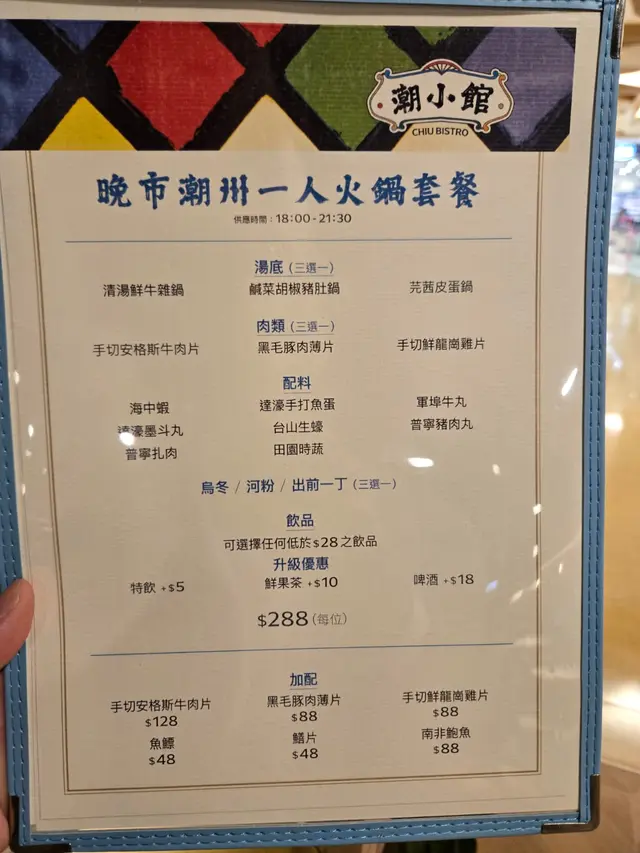 潮小館
CHIU BISTRO
晚市潮州一人火鍋套餐
供應時間：18:00-21:30
湯底（三選一）
清湯鮮牛雜鍋 鹹菜胡椒豬肚鍋 芫茜皮蛋鍋
肉類（三選一）
手切安格斯牛肉片 黑毛豚肉薄片 手切鮮龍崗雞片
配料
海中蝦 達濠手打魚蛋 軍埠牛丸
達濠墨斗丸 台山生蠔 普寧豬肉丸
普寧扎肉 田園時蔬
烏冬 / 河粉 / 出前一丁（三選一）
飲品
可選擇任何低於$28之飲品
升級優惠
特飲 +$5 鮮果茶 +$10 啤酒 +$18
$288（每位）
加配
手切安格斯牛肉片 黑毛豚肉薄片 手切鮮龍崗雞片
$128 $88 $88
魚鰾 鱔片 南非鮑魚
$48 $48 $88